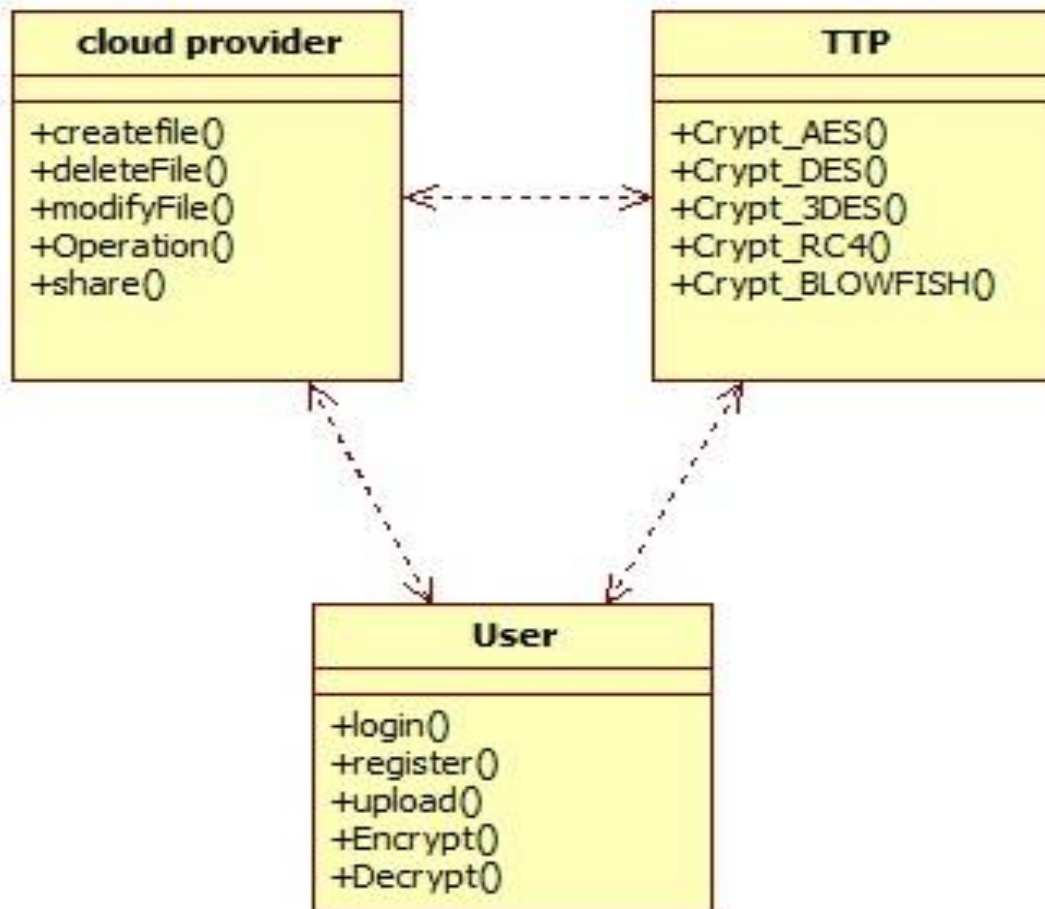 cloud provider
+createfile()
+deleteFile()
+modifyFile()
+Operation()
+share()
TTP
+Crypt_AES()
+Crypt_DES()
+Crypt_3DES()
+Crypt_RC4()
+Crypt_BLOWFISH()
User
+login()
+register()
+upload()
+Encrypt()
+Decrypt()